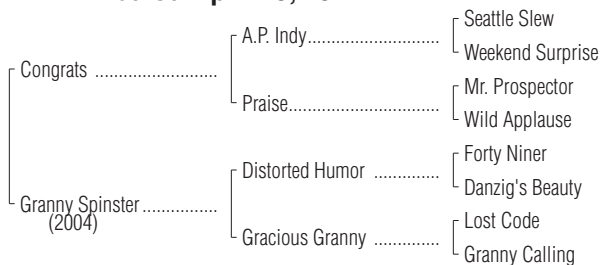 Seattle Slew
A.P. Indy
Weekend Surprise
Congrats
Mr. Prospector
Praise
Wild Applause
Forty Niner
Distorted Humor
Danzig's Beauty
Granny Spinster
(2004)
Lost Code
Gracious Granny
Granny Calling